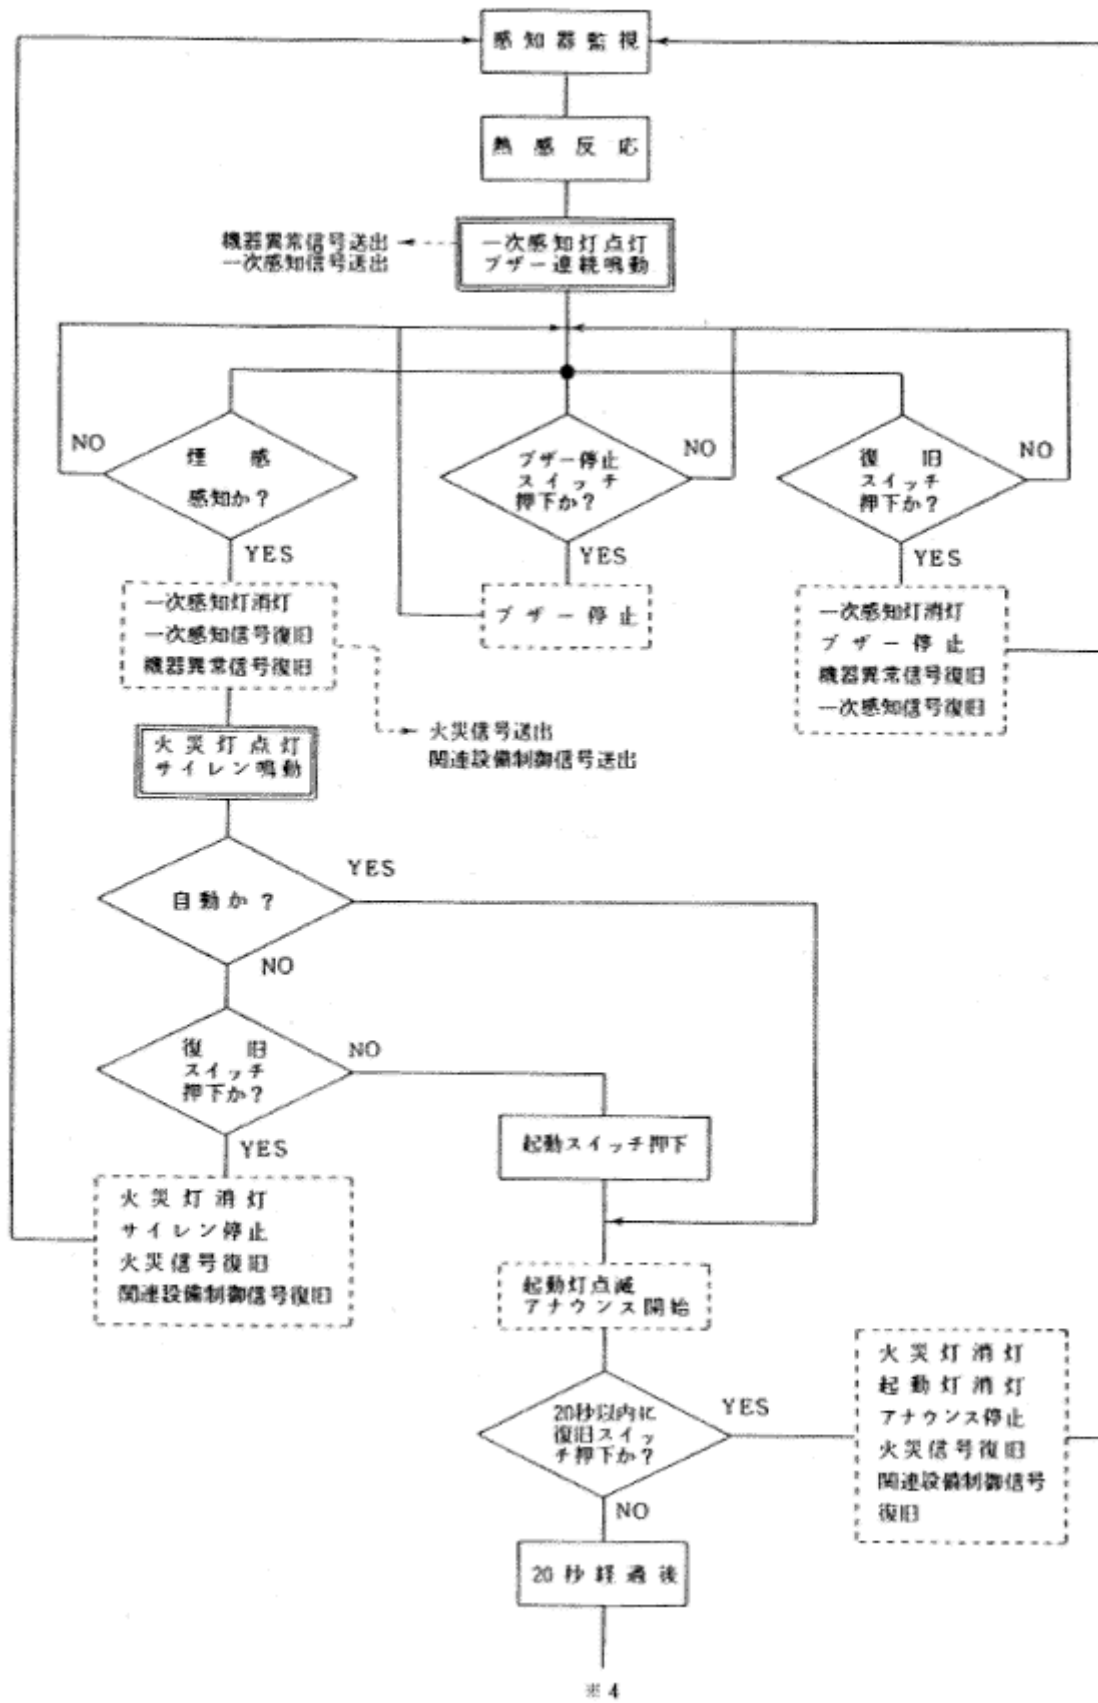 感知器監視
熱感反応
機器異常信号送出
一次感知信号送出
一次感知灯点灯
ブザー連続鳴動
煙感
感知か?
NO
YES
ブザー停止
スイッチ
押下か?
NO
YES
復旧
スイッチ
押下か?
NO
YES
一次感知灯消灯
一次感知信号復旧
機器異常信号復旧
ブザー停止
一次感知灯消灯
ブザー停止
機器異常信号復旧
一次感知信号復旧
火災信号送出
関連設備制御信号送出
火災灯点灯
サイレン鳴動
自動か?
YES
NO
復旧
スイッチ
押下か?
NO
YES
起動スイッチ押下
火災灯消灯
サイレン停止
火災信号復旧
関連設備制御信号復旧
起動灯点滅
アナウンス開始
20秒以内に
復旧スイッ
チ押下か?
YES
NO
火災灯消灯
起動灯消灯
アナウンス停止
火災信号復旧
関連設備制御信号
復旧
20秒経過後
※4